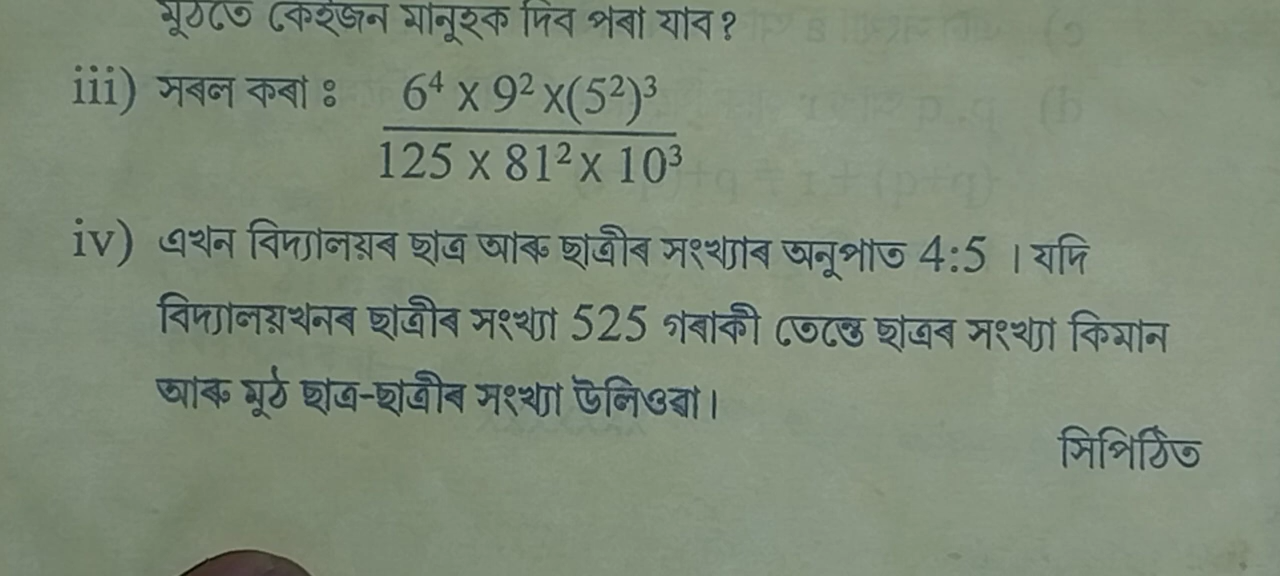 মুঠতে কেইজন মানুহক দিব পৰা যাব?
iii) সৰল কৰা ঃ 6⁴ x 9² x(5²)³
125 x 81² x 10³
iv) এখন বিদ্যালয়ৰ ছাত্ৰ আৰু ছাত্ৰীৰ সংখ্যাৰ অনুপাত 4:5 । যদি
বিদ্যালয়খনৰ ছাত্ৰীৰ সংখ্যা 525 গৰাকী তেন্তে ছাত্ৰৰ সংখ্যা কিমান
আৰু মুঠ ছাত্ৰ-ছাত্ৰীৰ সংখ্যা উলিওৱা।
সিপিঠিত